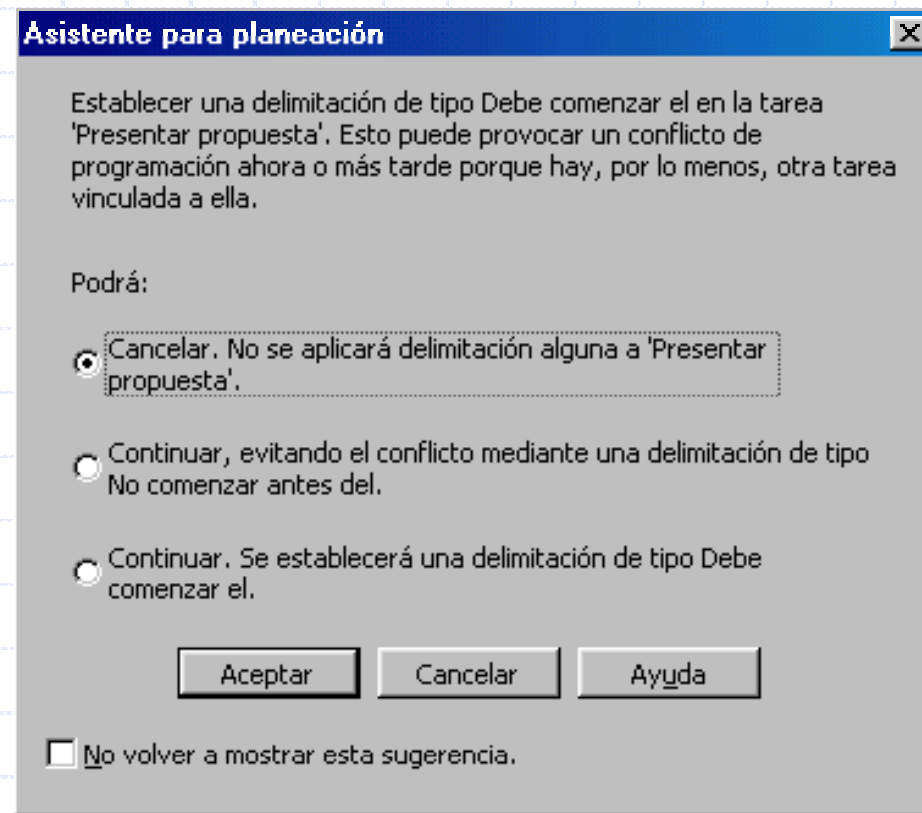 Asistente para planeación
Establecer una delimitación de tipo Debe comenzar el en la tarea
'Presentar propuesta'. Esto puede provocar un conflicto de
programación ahora o más tarde porque hay, por lo menos, otra tarea
vinculada a ella.
Podrá:
Cancelar. No se aplicará delimitación alguna a 'Presentar
propuesta'.
Continuar, evitando el conflicto mediante una delimitación de tipo
No comenzar antes del.
Continuar. Se establecerá una delimitación de tipo Debe
comenzar el.
Aceptar Cancelar Ayuda
No volver a mostrar esta sugerencia.